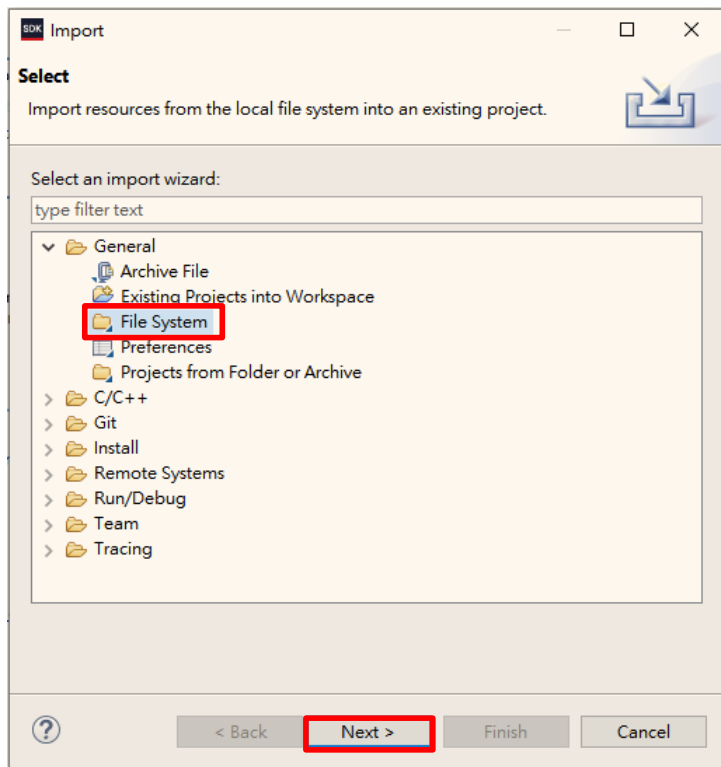 SDK Import
Select
Import resources from the local file system into an existing project.
Select an import wizard:
type filter text
General
Archive File
Existing Projects into Workspace
File System
Preferences
Projects from Folder or Archive
C/C++
Git
Install
Remote Systems
Run/Debug
Team
Tracing
? < Back Next > Finish Cancel